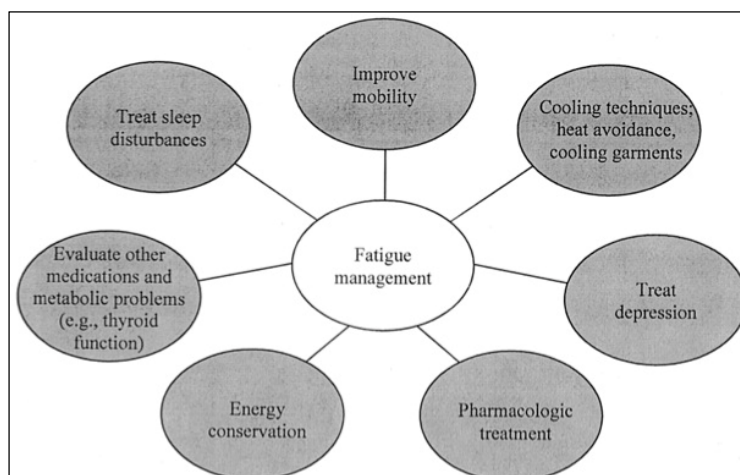 Improve
mobility
Cooling techniques;
heat avoidance,
cooling garments
Treat sleep
disturbances
Fatigue
management
Evaluate other
medications and
metabolic problems
(e.g., thyroid
function)
Treat
depression
Energy
conservation
Pharmacologic
treatment